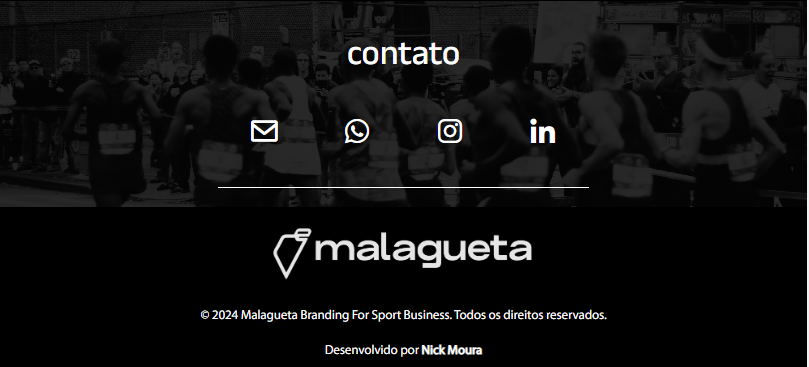 contato
malagueta
© 2024 Malagueta Branding For Sport Business. Todos os direitos reservados.
Desenvolvido por Nick Moura